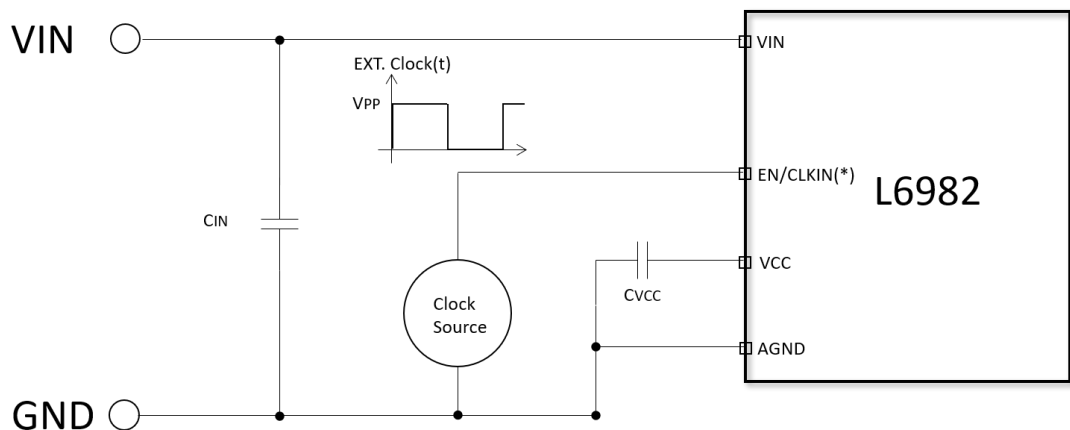 VIN
VIN
EXT. Clock(t)
VPP
EN/CLKIN(*)
L6982
CIN
VCC
CVCC
Clock
Source
AGND
GND